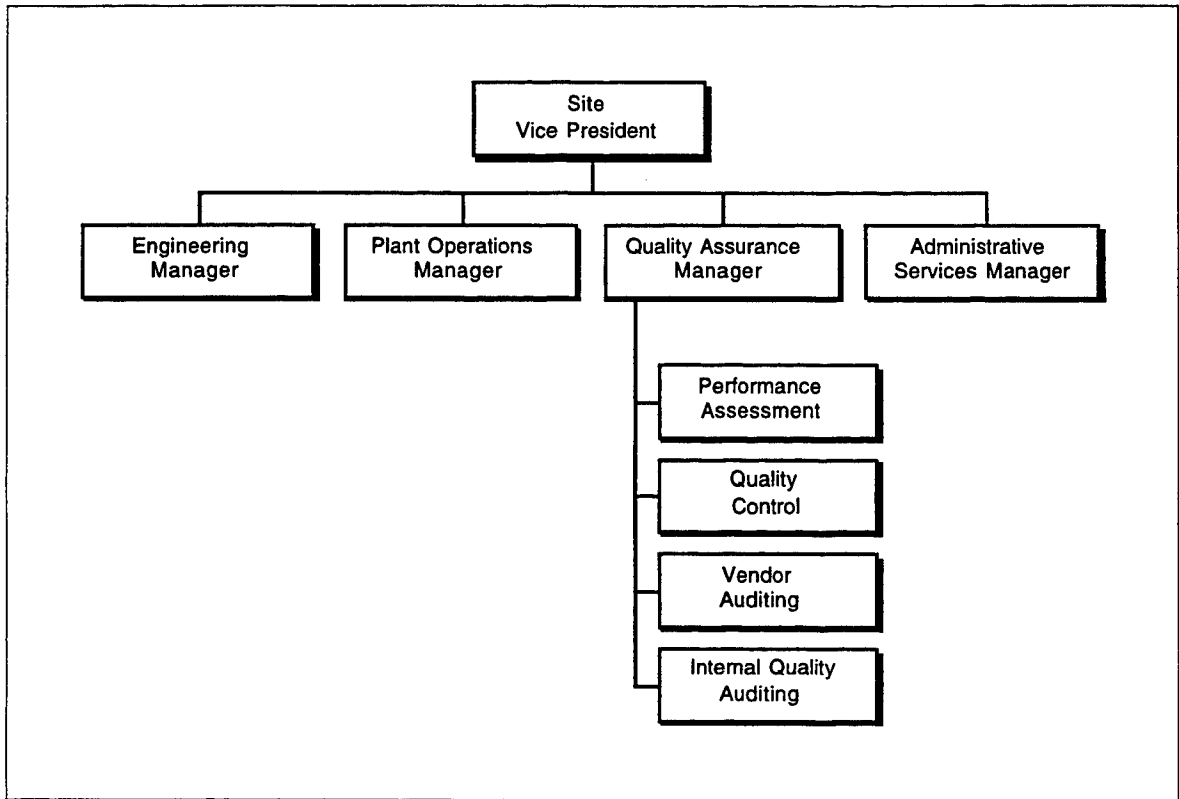 Site
Vice President
Engineering
Manager
Plant Operations
Manager
Quality Assurance
Manager
Administrative
Services Manager
Performance
Assessment
Quality
Control
Vendor
Auditing
Internal Quality
Auditing